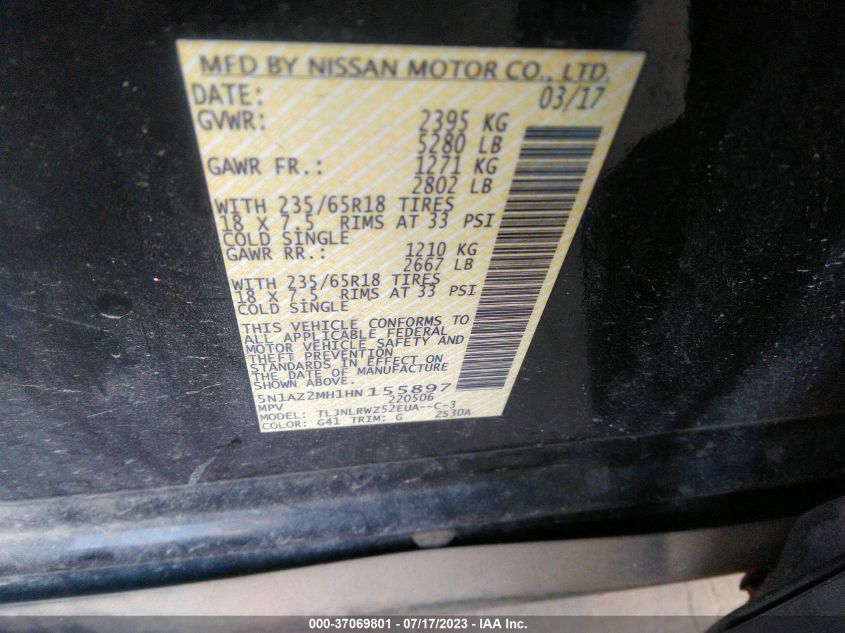 MFD BY NISSAN MOTOR CO., LTD.
DATE: 03/17
GVWR: 2395 KG
5280 LB
GAWR FR.: 1271 KG
2802 LB
WITH 235/65R18 TIRES
18 X 7.5 RIMS AT 33 PSI
COLD SINGLE
GAWR RR.: 1210 KG
2667 LB
WITH 235/65R18 TIRES
18 X 7.5 RIMS AT 33 PSI
COLD SINGLE
THIS VEHICLE CONFORMS TO
ALL APPLICABLE FEDERAL
MOTOR VEHICLE SAFETY AND
THEFT PREVENTION
STANDARDS IN EFFECT ON
THE DATE OF MANUFACTURE
SHOWN ABOVE.
5N1AZ2MH1HN 155897
MPV 220506
MODEL: TLJNLRWZ52EUA--C-3
COLOR: G41 TRIM: G ZS30A
000-37069801 - 07/17/2023 - IAA Inc.